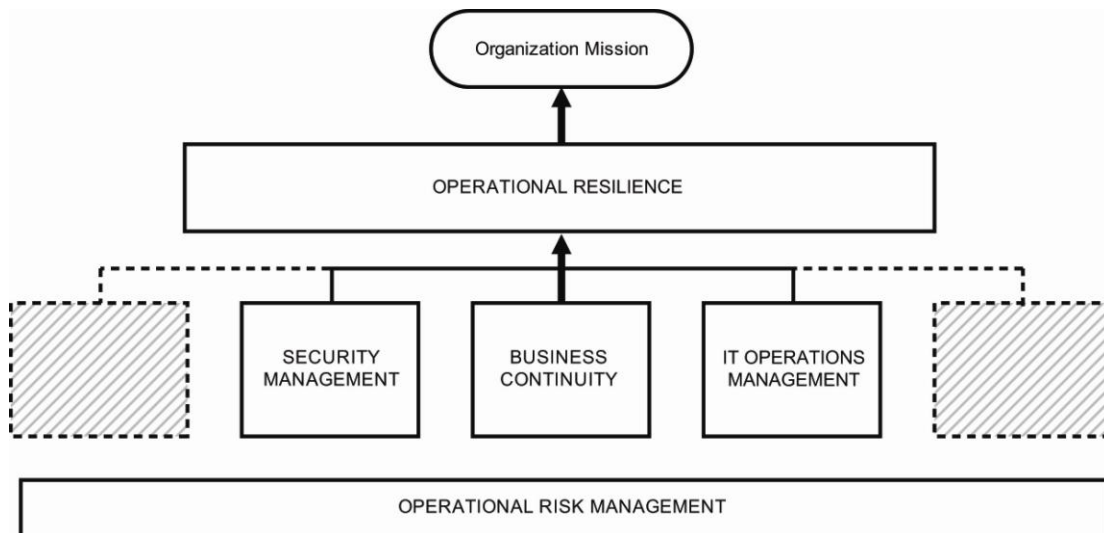 Organization Mission
OPERATIONAL RESILIENCE
SECURITY
MANAGEMENT
BUSINESS
CONTINUITY
IT OPERATIONS
MANAGEMENT
OPERATIONAL RISK MANAGEMENT